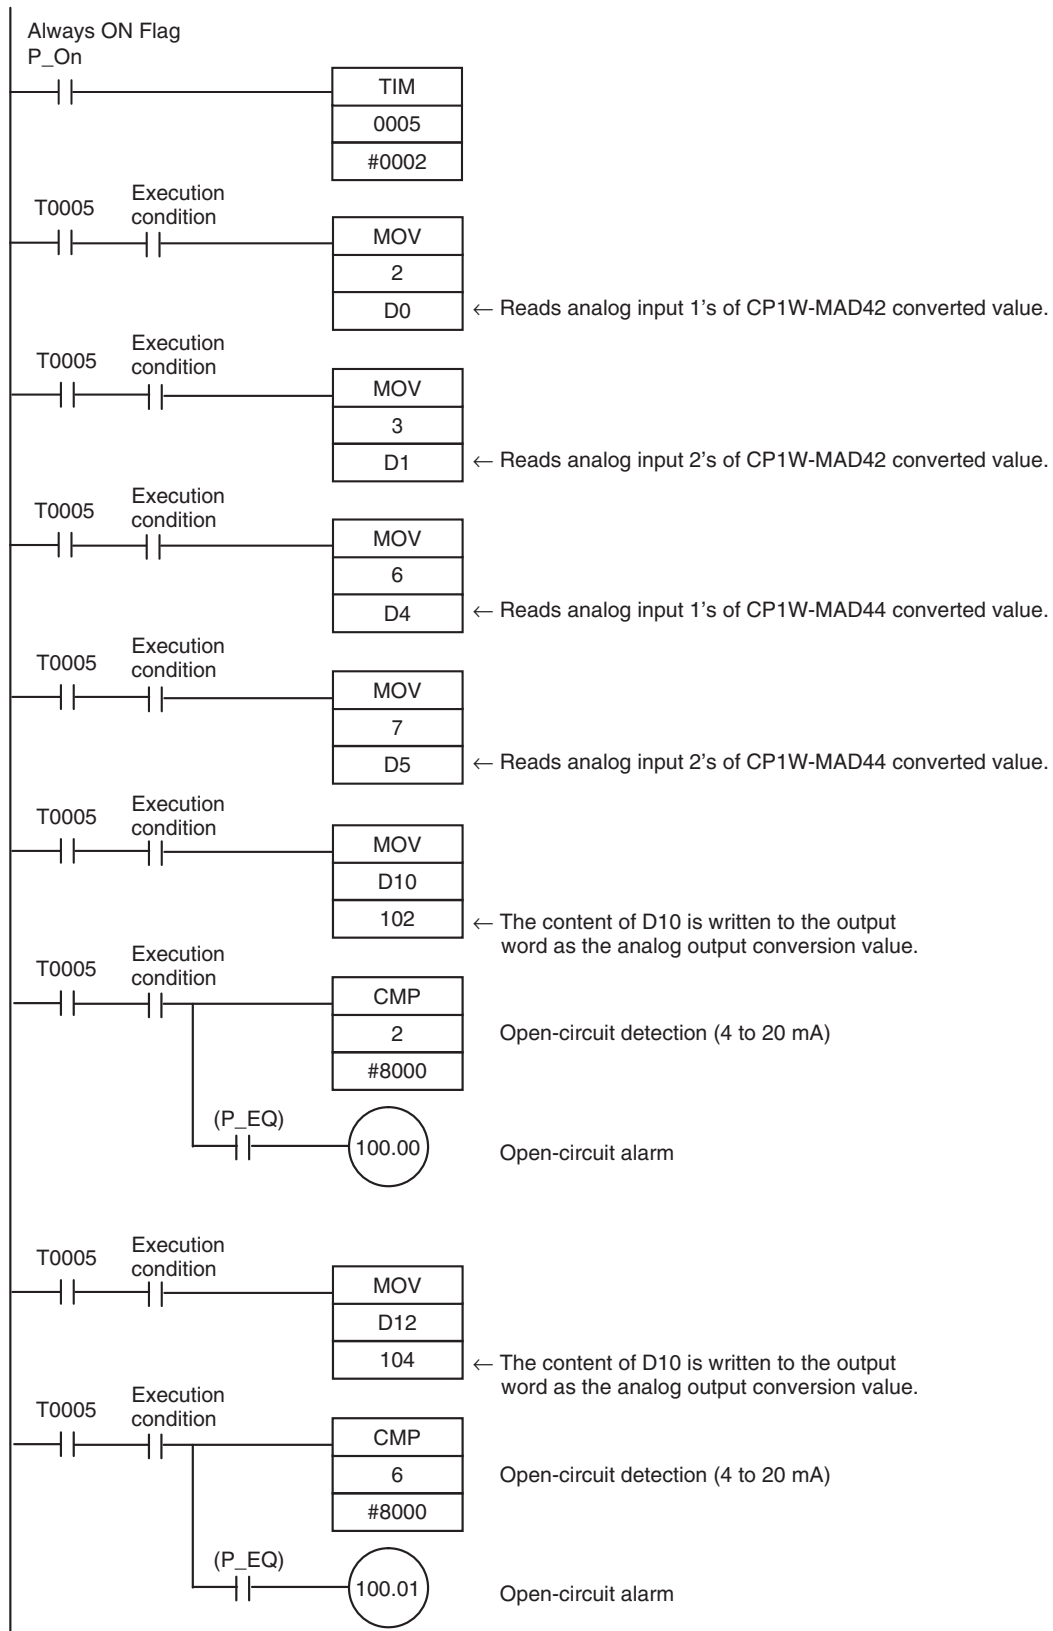 Always ON Flag
P_On
TIM
0005
#0002
T0005
Execution
condition
MOV
2
D0
← Reads analog input 1’s of CP1W-MAD42 converted value.
T0005
Execution
condition
MOV
3
D1
← Reads analog input 2’s of CP1W-MAD42 converted value.
T0005
Execution
condition
MOV
6
D4
← Reads analog input 1’s of CP1W-MAD44 converted value.
T0005
Execution
condition
MOV
7
D5
← Reads analog input 2’s of CP1W-MAD44 converted value.
T0005
Execution
condition
MOV
D10
102
← The content of D10 is written to the output
word as the analog output conversion value.
T0005
Execution
condition
CMP
2
#8000
Open-circuit detection (4 to 20 mA)
(P_EQ)
100.00
Open-circuit alarm
T0005
Execution
condition
MOV
D12
104
← The content of D10 is written to the output
word as the analog output conversion value.
T0005
Execution
condition
CMP
6
#8000
Open-circuit detection (4 to 20 mA)
(P_EQ)
100.01
Open-circuit alarm